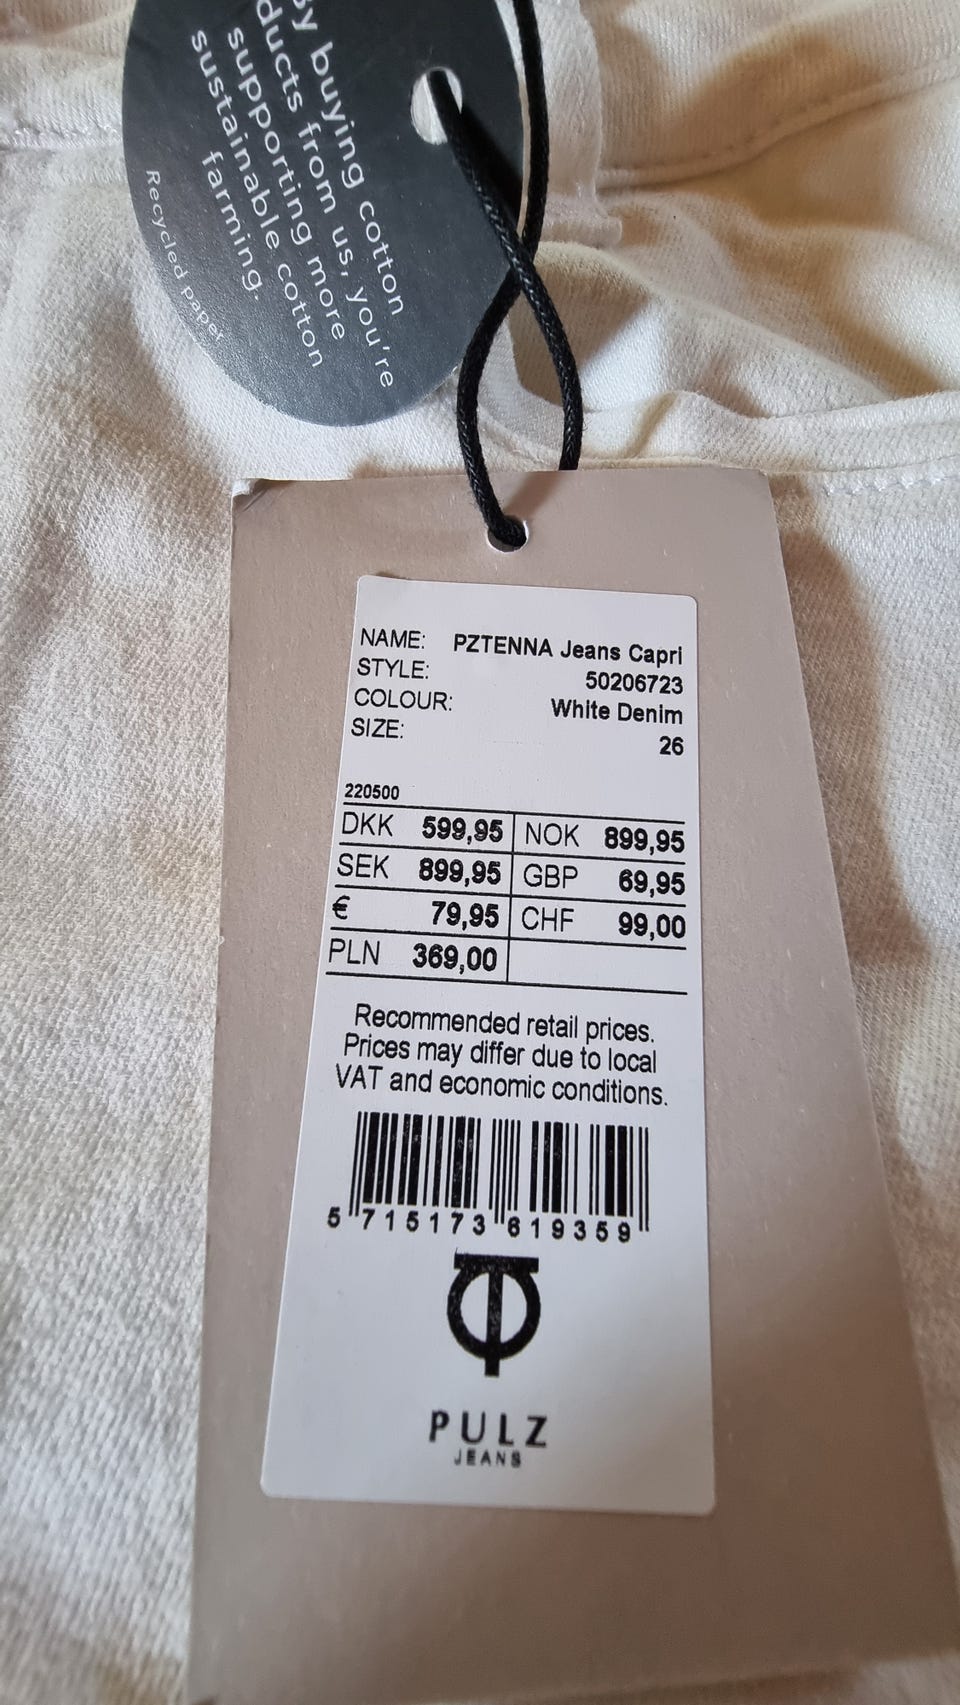 By buying cotton
ducts from us, you're
supporting more
sustainable cotton
farming.
Recycled paper
NAME: PZTENNA Jeans Capri
STYLE: 50206723
COLOUR: White Denim
SIZE: 26
220500
DKK 599,95 NOK 899,95
SEK 899,95 GBP 69,95
€ 79,95 CHF 99,00
PLN 369,00
Recommended retail prices.
Prices may differ due to local
VAT and economic conditions.
5 715173 619359
PULZ
JEANS